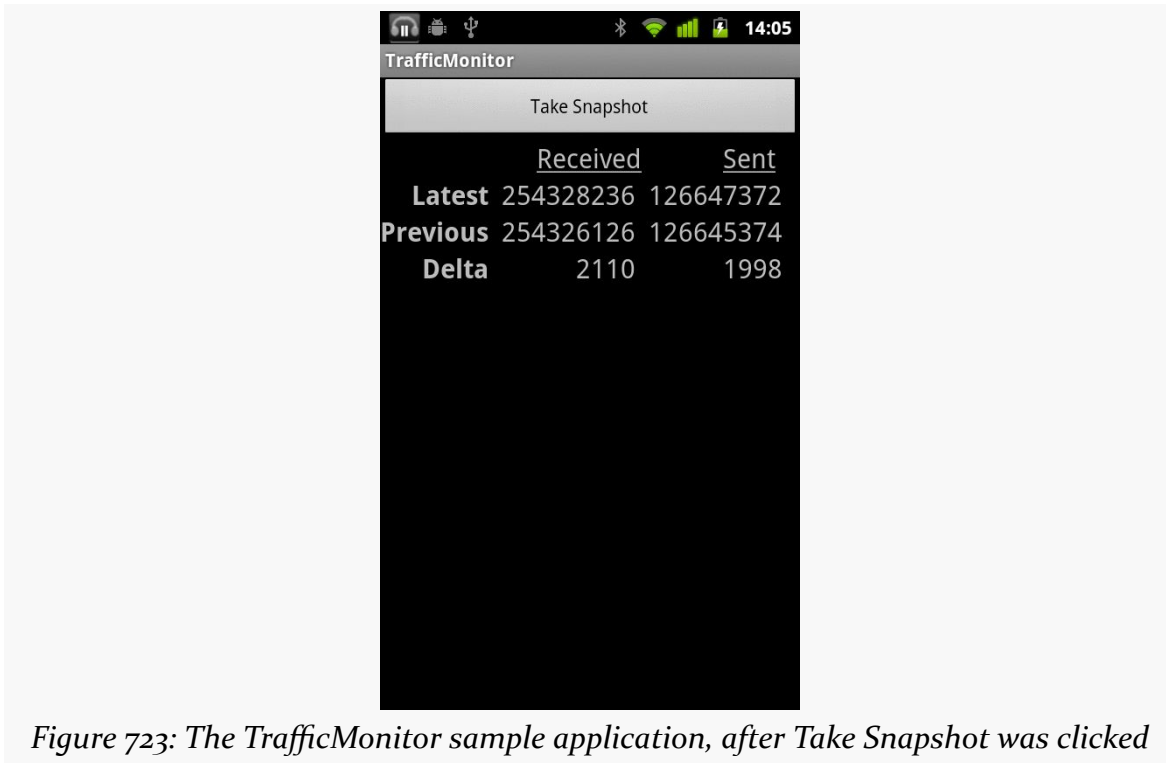 14:05
TrafficMonitor
Take Snapshot
Received Sent
Latest 254328236 126647372
Previous 254326126 126645374
Delta 2110 1998
Figure 723: The TrafficMonitor sample application, after Take Snapshot was clicked